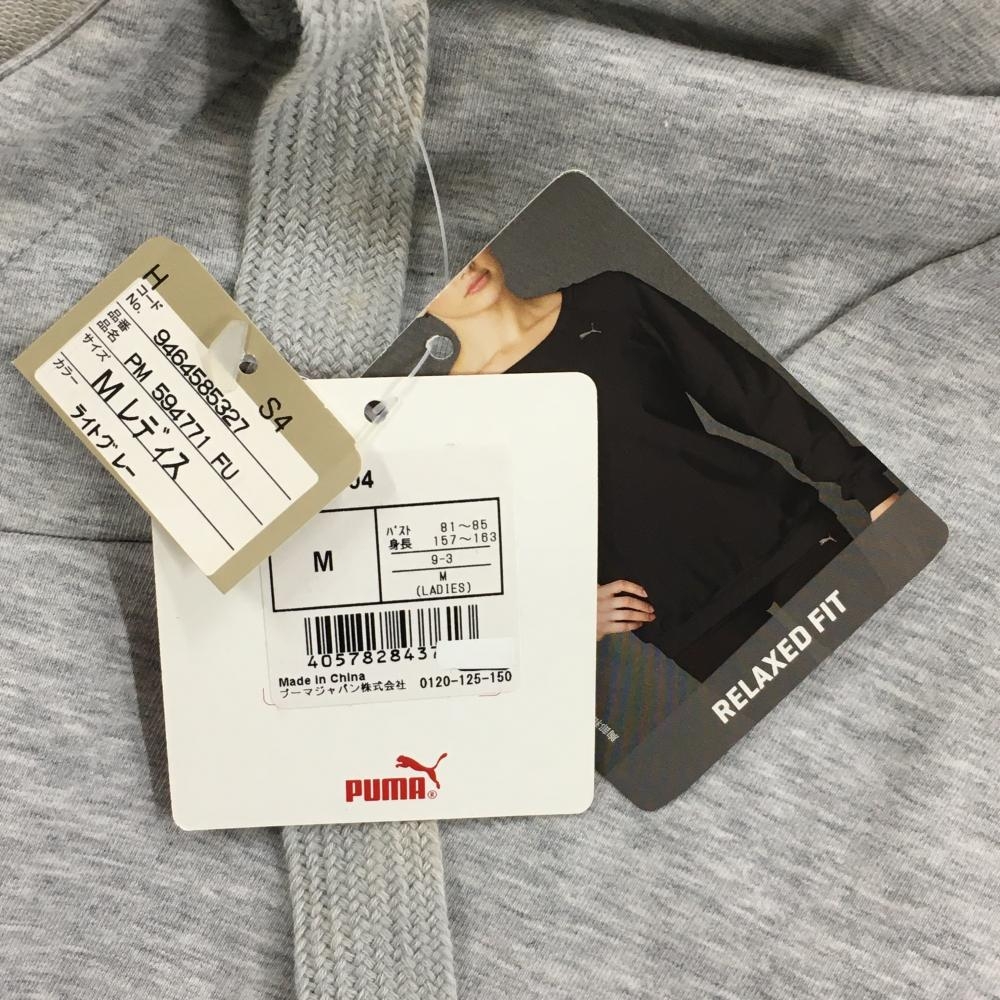 H
コード No. 9464585327 S4
品番 品名 PM 594771 FU
サイズ M レディス
カラー ライトグレー
04
M
バスト 81～85
身長 157～163
9-3
M
(LADIES)
4057828437
Made in China
プーマジャパン株式会社 0120-125-150
PUMA®
RELAXED FIT